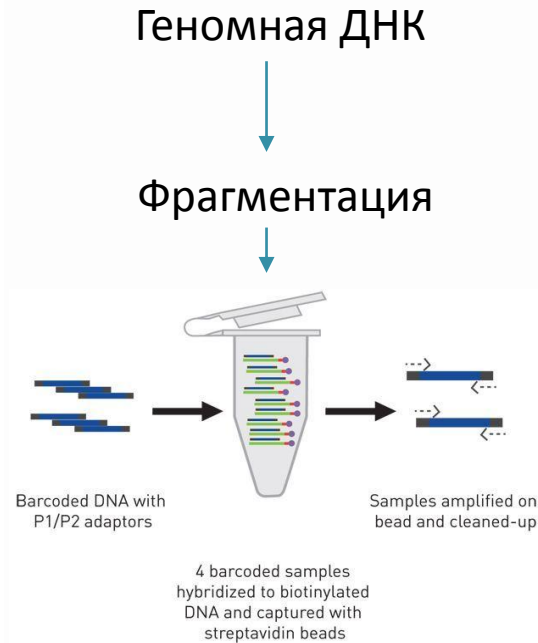 Геномная ДНК
Фрагментация
Barcoded DNA with
P1/P2 adaptors
Samples amplified on
bead and cleaned-up
4 barcoded samples
hybridized to biotinylated
DNA and captured with
streptavidin beads